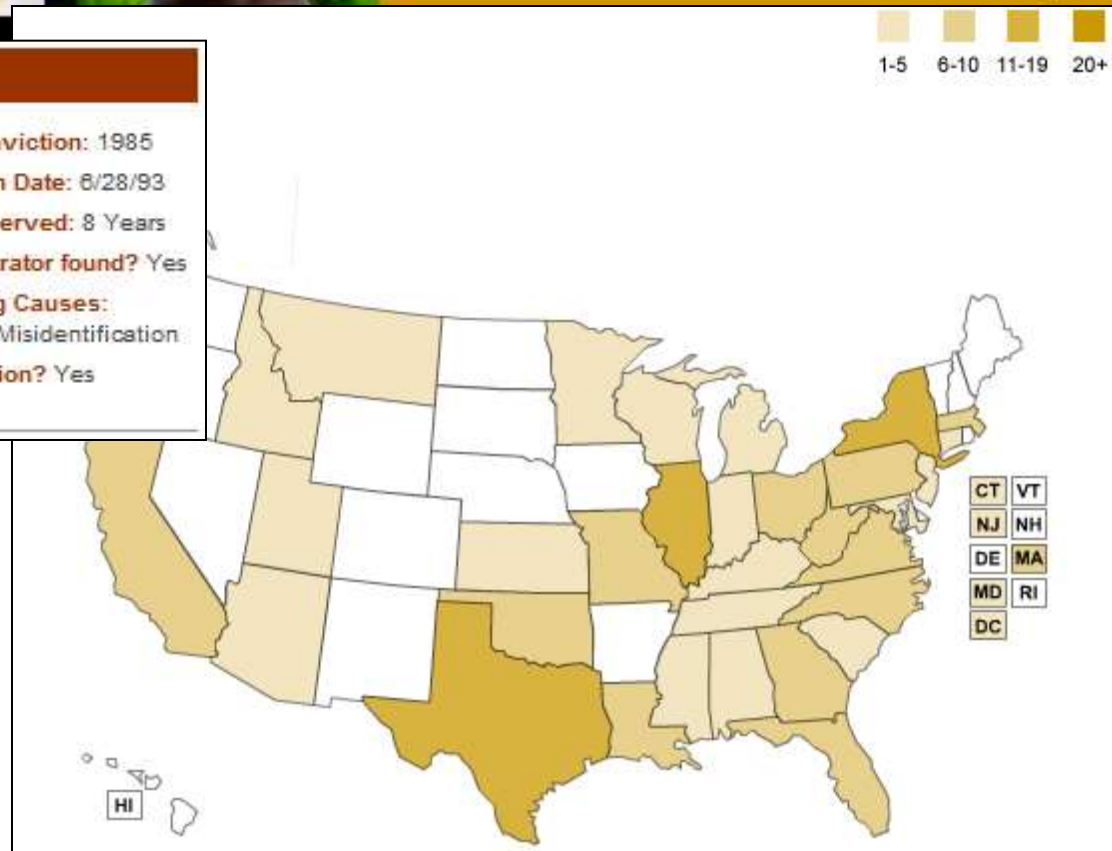 1-5 6-10 11-19 20+
viction: 1985
Date: 6/28/93
erved: 8 Years
rator found? Yes
Causes:
Misidentification
ion? Yes
CT VT
NJ NH
DE MA
MD RI
DC
HI